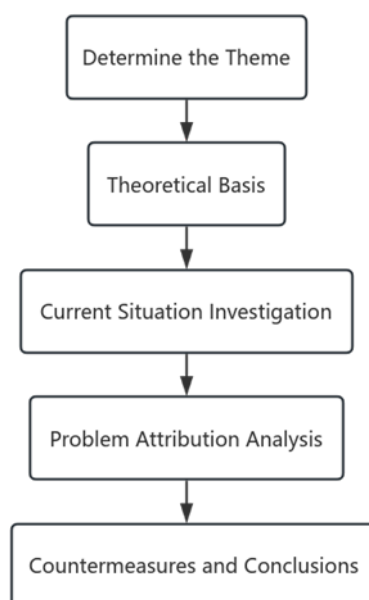 Determine the Theme
Theoretical Basis
Current Situation Investigation
Problem Attribution Analysis
Countermeasures and Conclusions